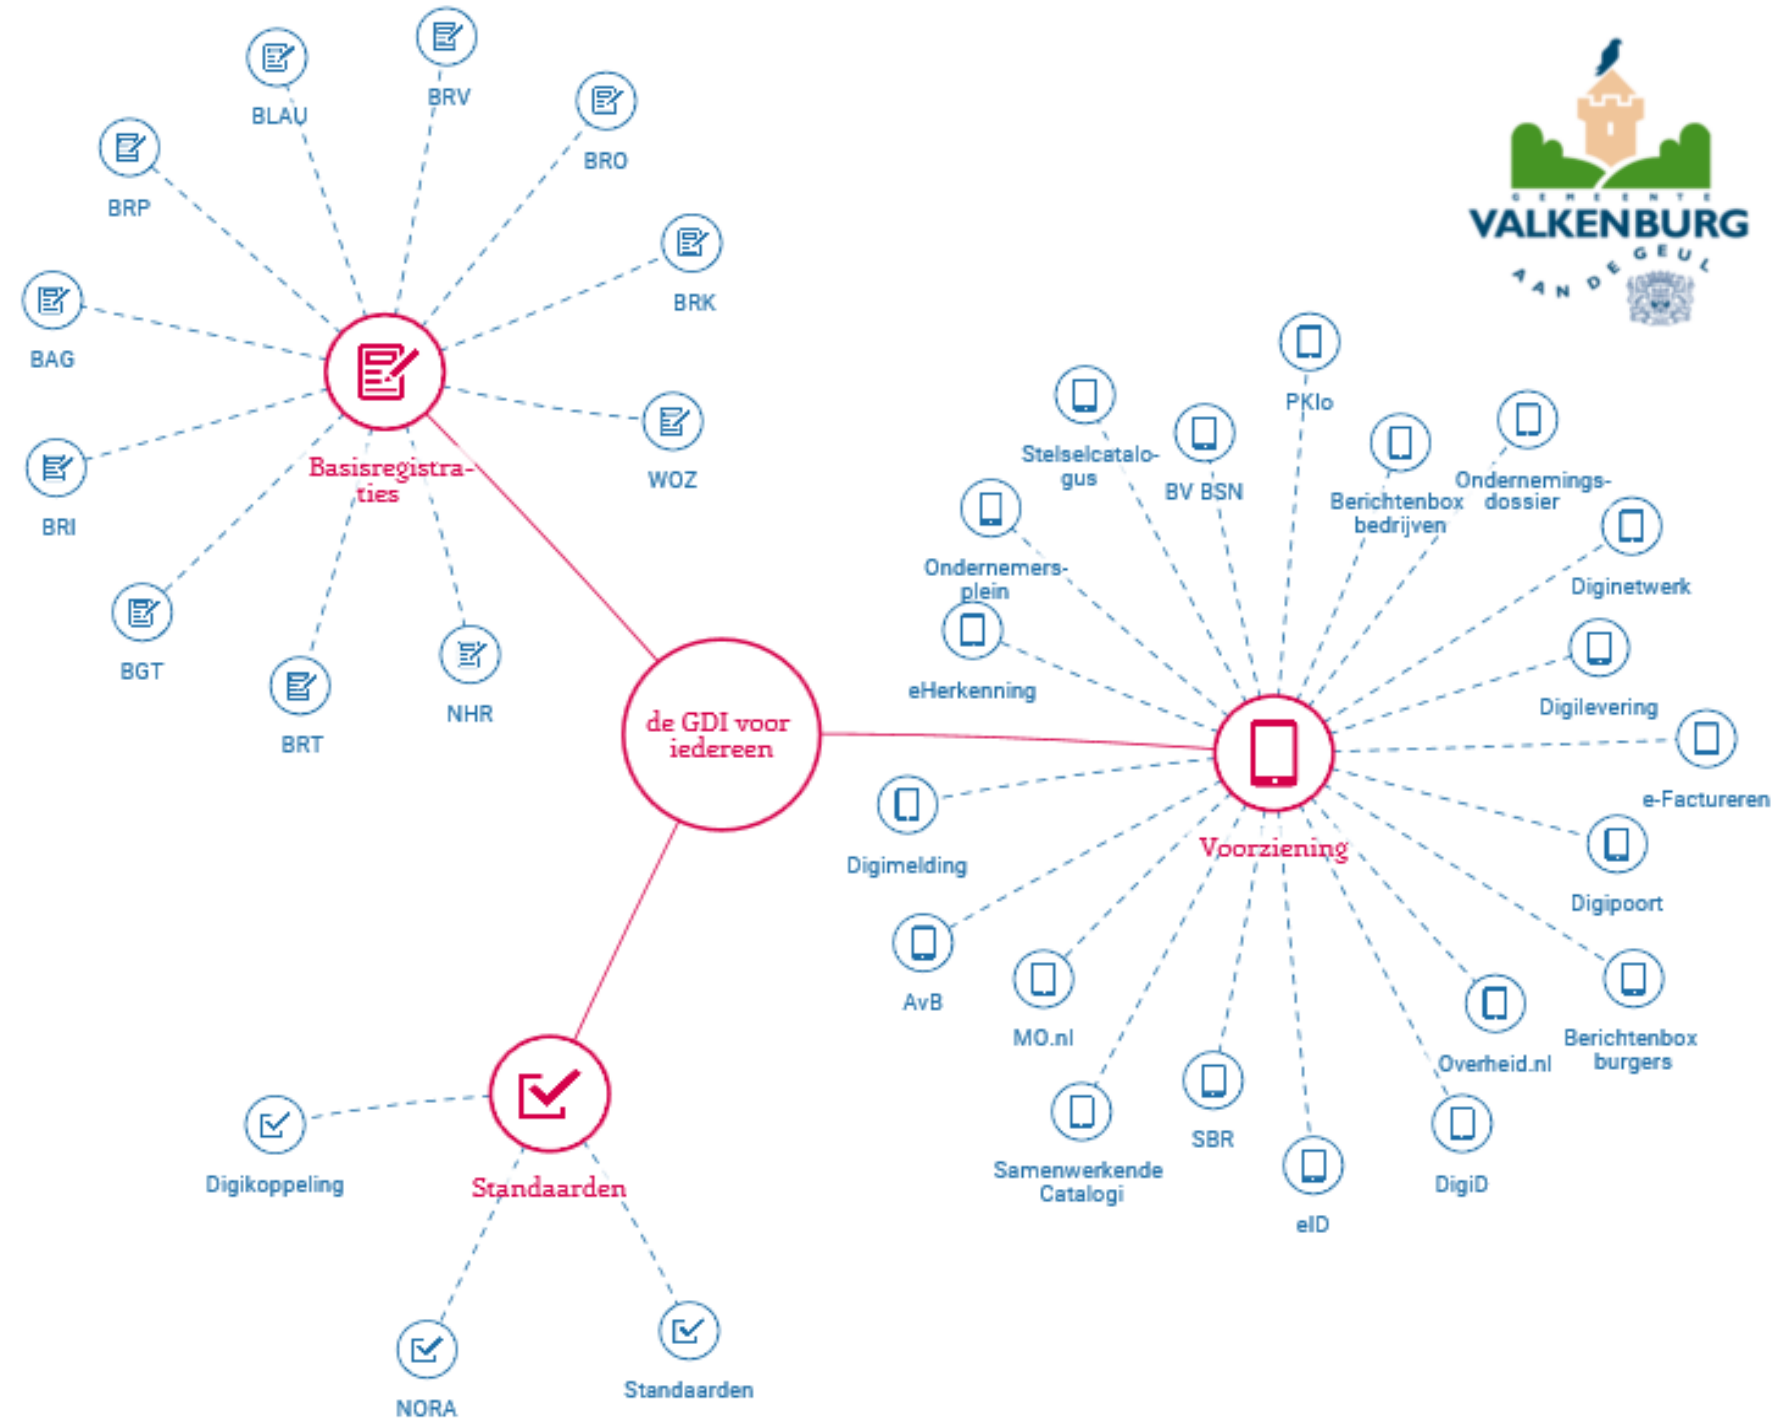 BRV
BLAU
BRO
BRP
BRK
BAG
WOZ
Basisregistra-
ties
BRI
BGT
NHR
BRT
GEMEENTE
VALKENBURG
AAN DE GEUL
PKIo
Stelselcatalo-
gus
BV BSN
Berichtenbox
bedrijven
Ondernemings-
dossier
Ondernemers-
plein
Diginetwerk
eHerkenning
Digilevering
de GDI voor
iedereen
e-Factureren
Voorziening
Digimelding
Digipoort
AvB
MO.nl
Overheid.nl
Berichtenbox
burgers
SBR
Samenwerkende
Catalogi
DigiD
eID
Digikoppeling
Standaarden
NORA
Standaarden